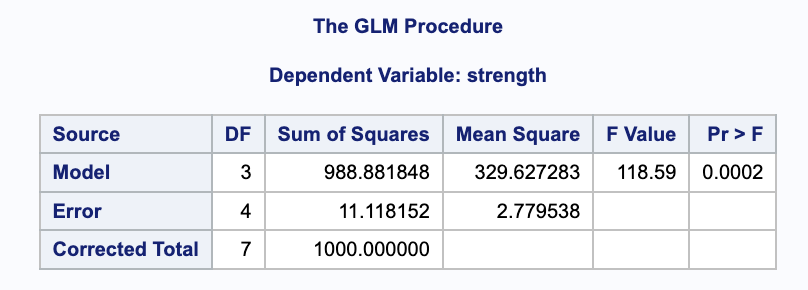 The GLM Procedure
Dependent Variable: strength
Source DF Sum of Squares Mean Square F Value Pr > F
Model 3 988.881848 329.627283 118.59 0.0002
Error 4 11.118152 2.779538
Corrected Total 7 1000.000000